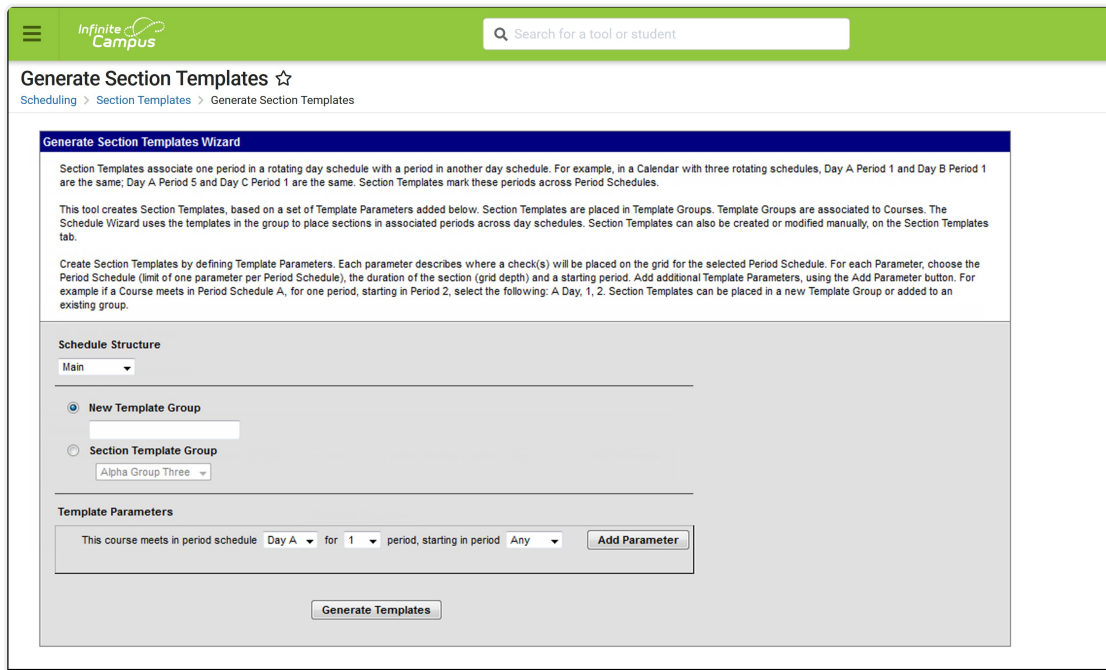 Infinite
Campus
Search for a tool or student
Generate Section Templates
Scheduling > Section Templates > Generate Section Templates
Generate Section Templates Wizard
Section Templates associate one period in a rotating day schedule with a period in another day schedule. For example, in a Calendar with three rotating schedules, Day A Period 1 and Day B Period 1
are the same; Day A Period 5 and Day C Period 1 are the same. Section Templates mark these periods across Period Schedules.
This tool creates Section Templates, based on a set of Template Parameters added below. Section Templates are placed in Template Groups. Template Groups are associated to Courses. The
Schedule Wizard uses the templates in the group to place sections in associated periods across day schedules. Section Templates can also be created or modified manually, on the Section Templates
tab.
Create Section Templates by defining Template Parameters. Each parameter describes where a check(s) will be placed on the grid for the selected Period Schedule. For each Parameter, choose the
Period Schedule (limit of one parameter per Period Schedule), the duration of the section (grid depth) and a starting period. Add additional Template Parameters, using the Add Parameter button. For
example if a Course meets in Period Schedule A, for one period, starting in Period 2, select the following: A Day, 1, 2. Section Templates can be placed in a new Template Group or added to an
existing group.
Schedule Structure
Main
New Template Group
Section Template Group
Alpha Group Three
Template Parameters
This course meets in period schedule Day A for 1 period, starting in period Any Add Parameter
Generate Templates